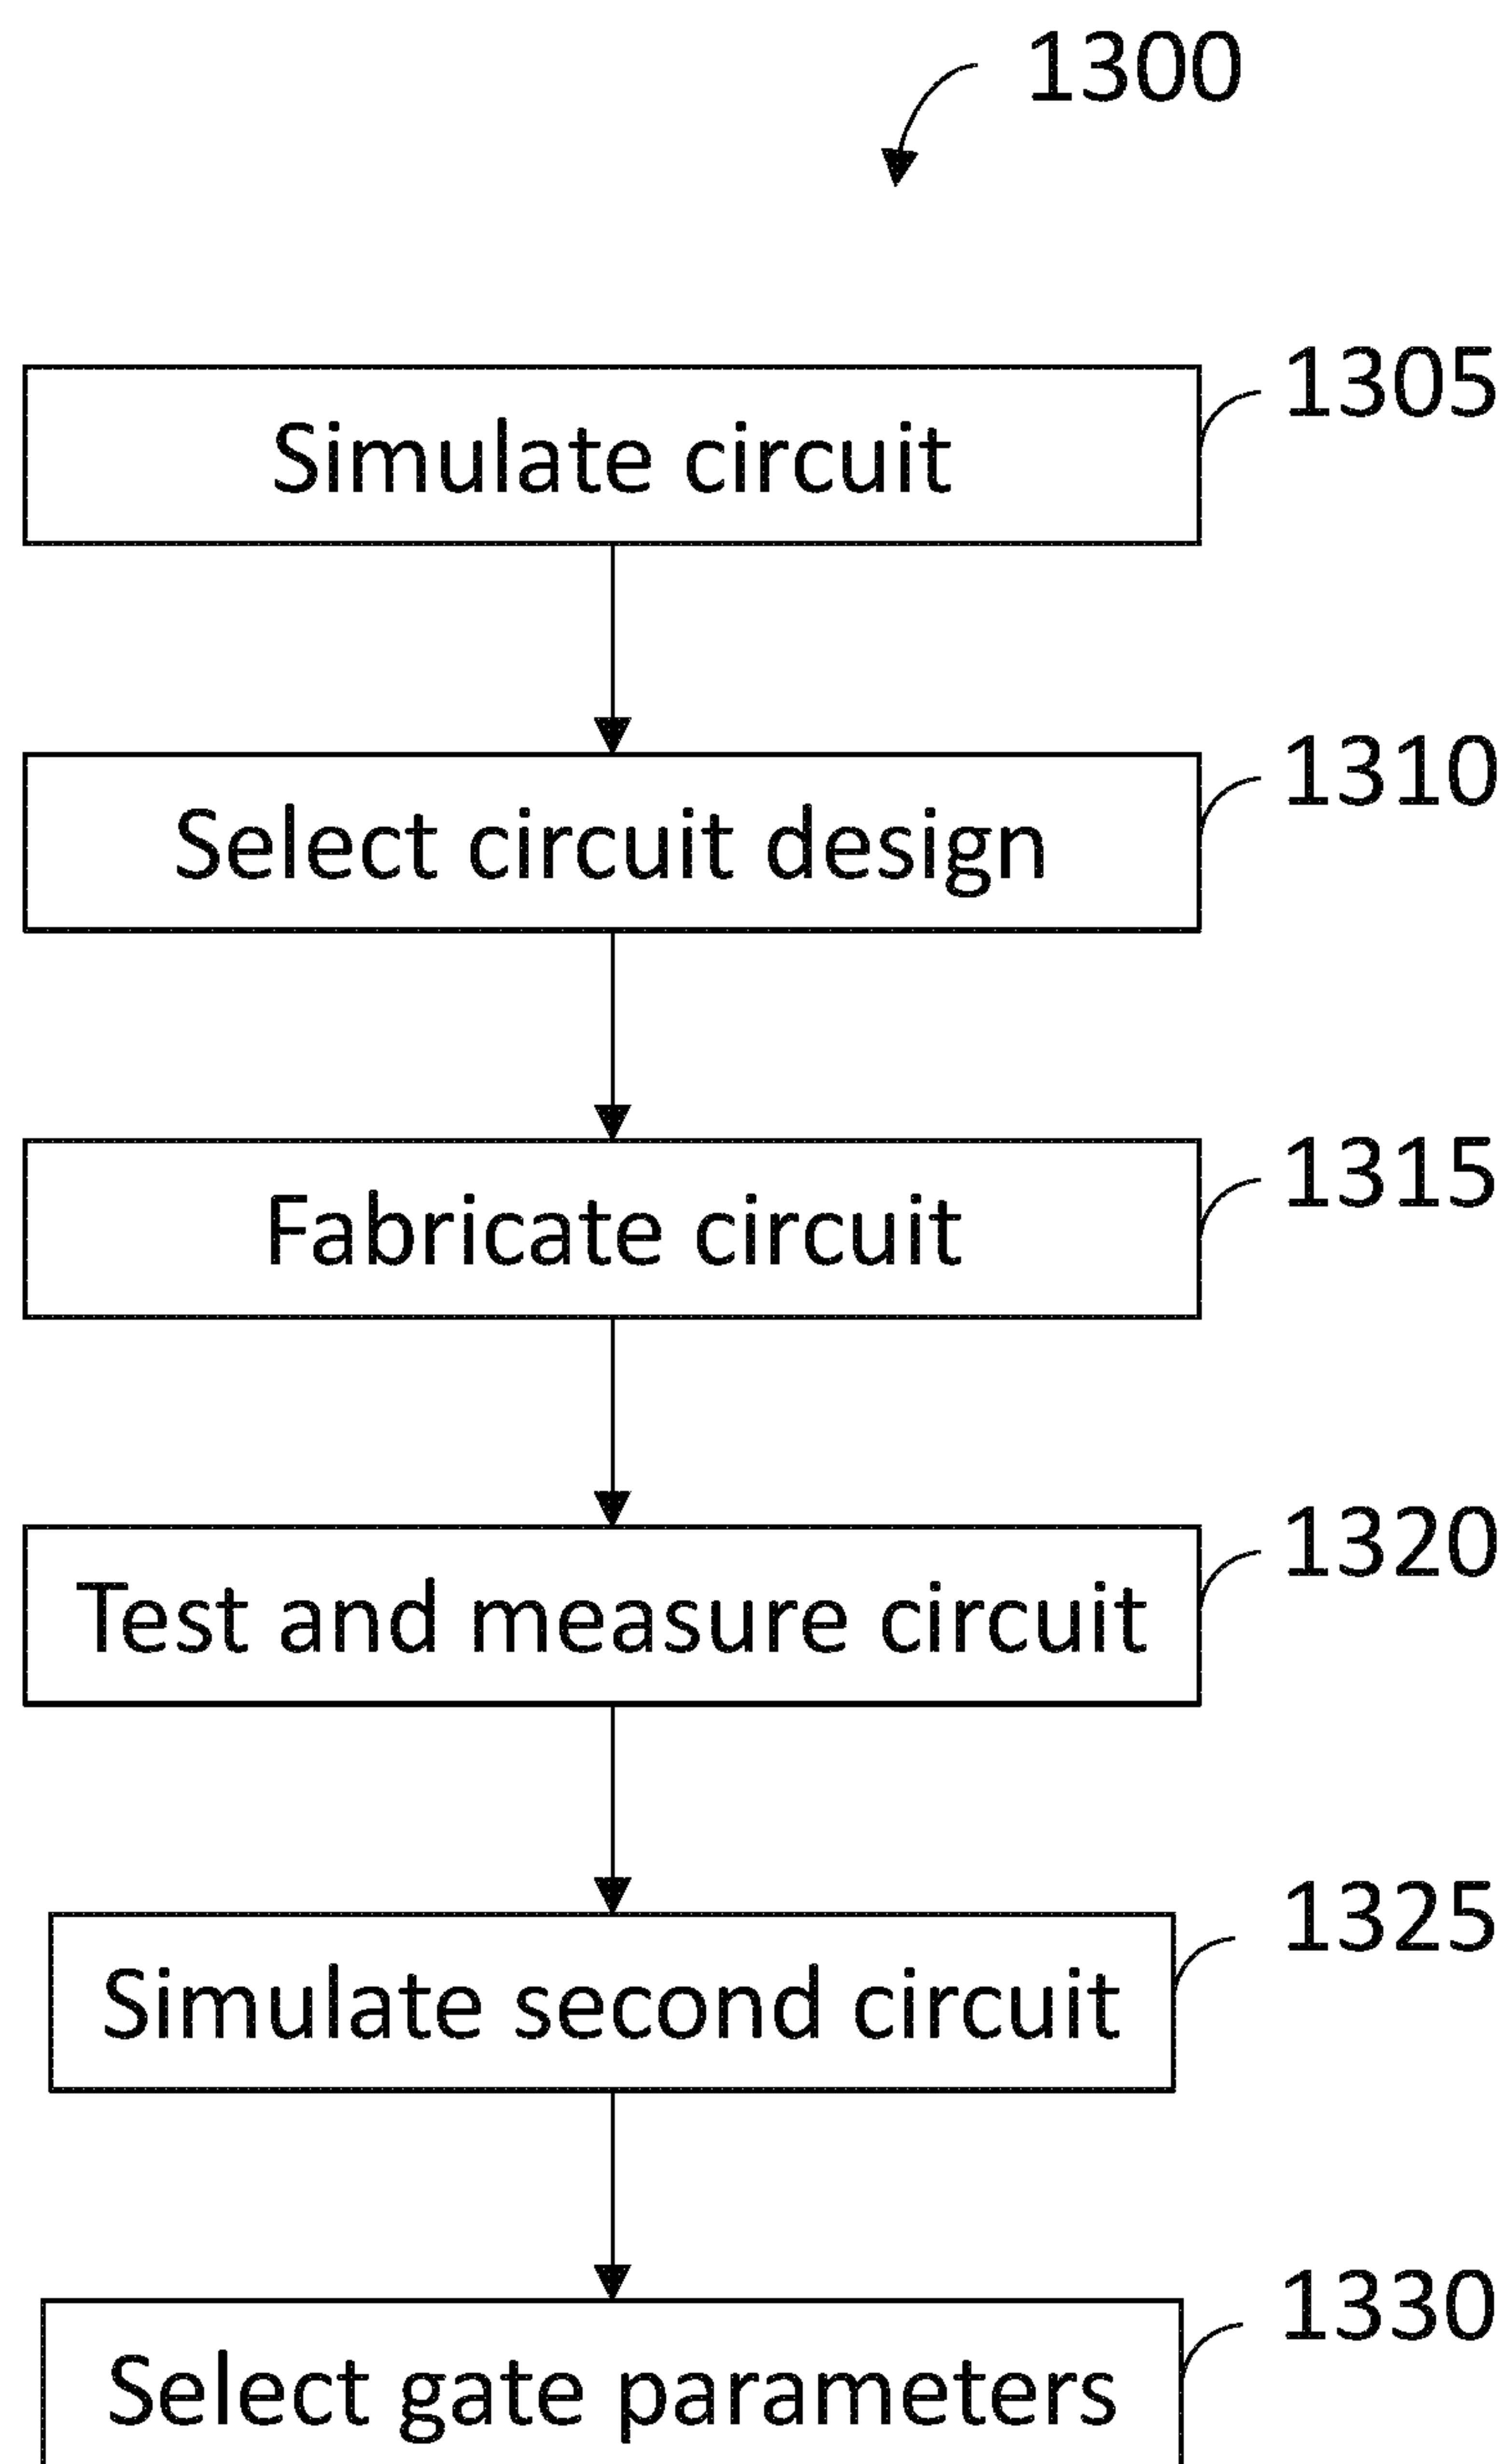 1300
1305
Simulate circuit
1310
Select circuit design
1315
Fabricate circuit
1320
Test and measure circuit
1325
Simulate second circuit
1330
Select gate parameters